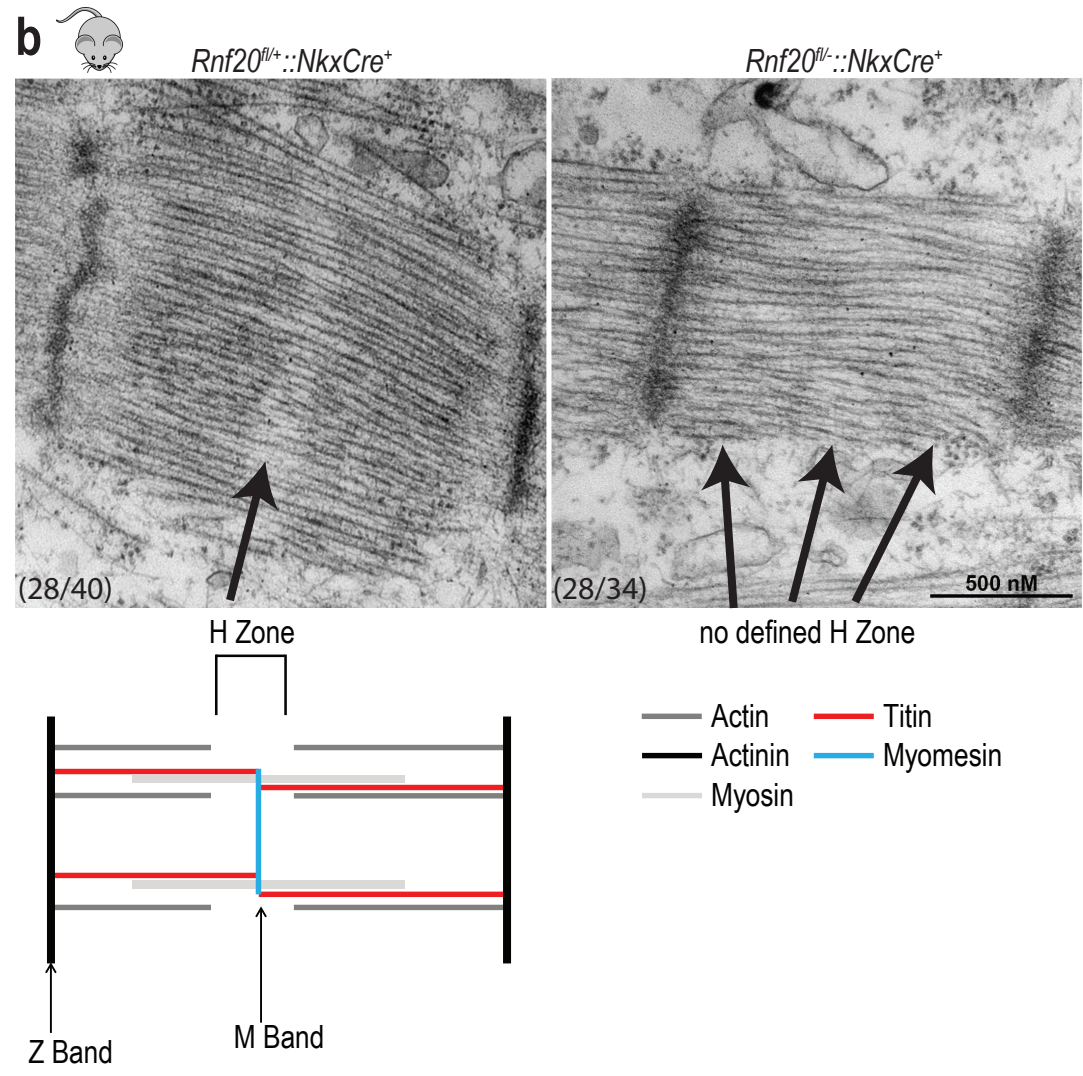 b
Rnf20fl/+::NkxCre+
Rnf20fl/-::NkxCre+
(28/40)
(28/34)
500 nM
H Zone
no defined H Zone
Actin
Titin
Actinin
Myomesin
Myosin
Z Band
M Band